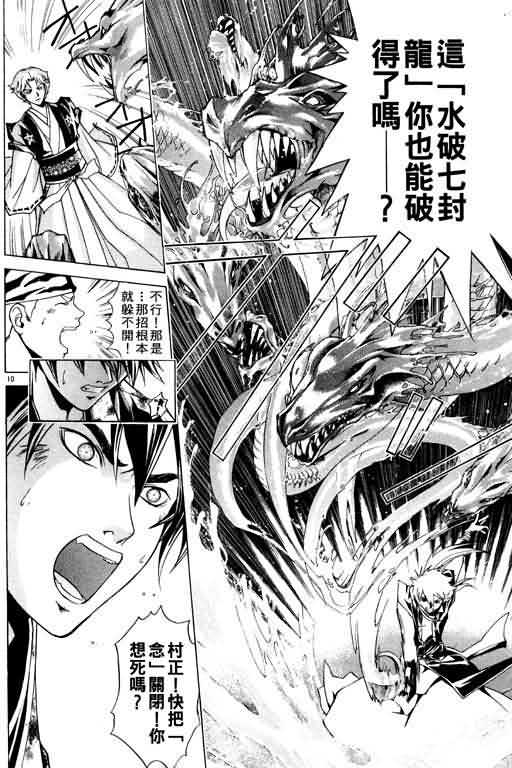 這「水破七封
龍」你也能破
得了嗎——？
不行！那是
…那招根本
就躲不開！
10
村正！快把「
念」關閉！你
想死嗎？